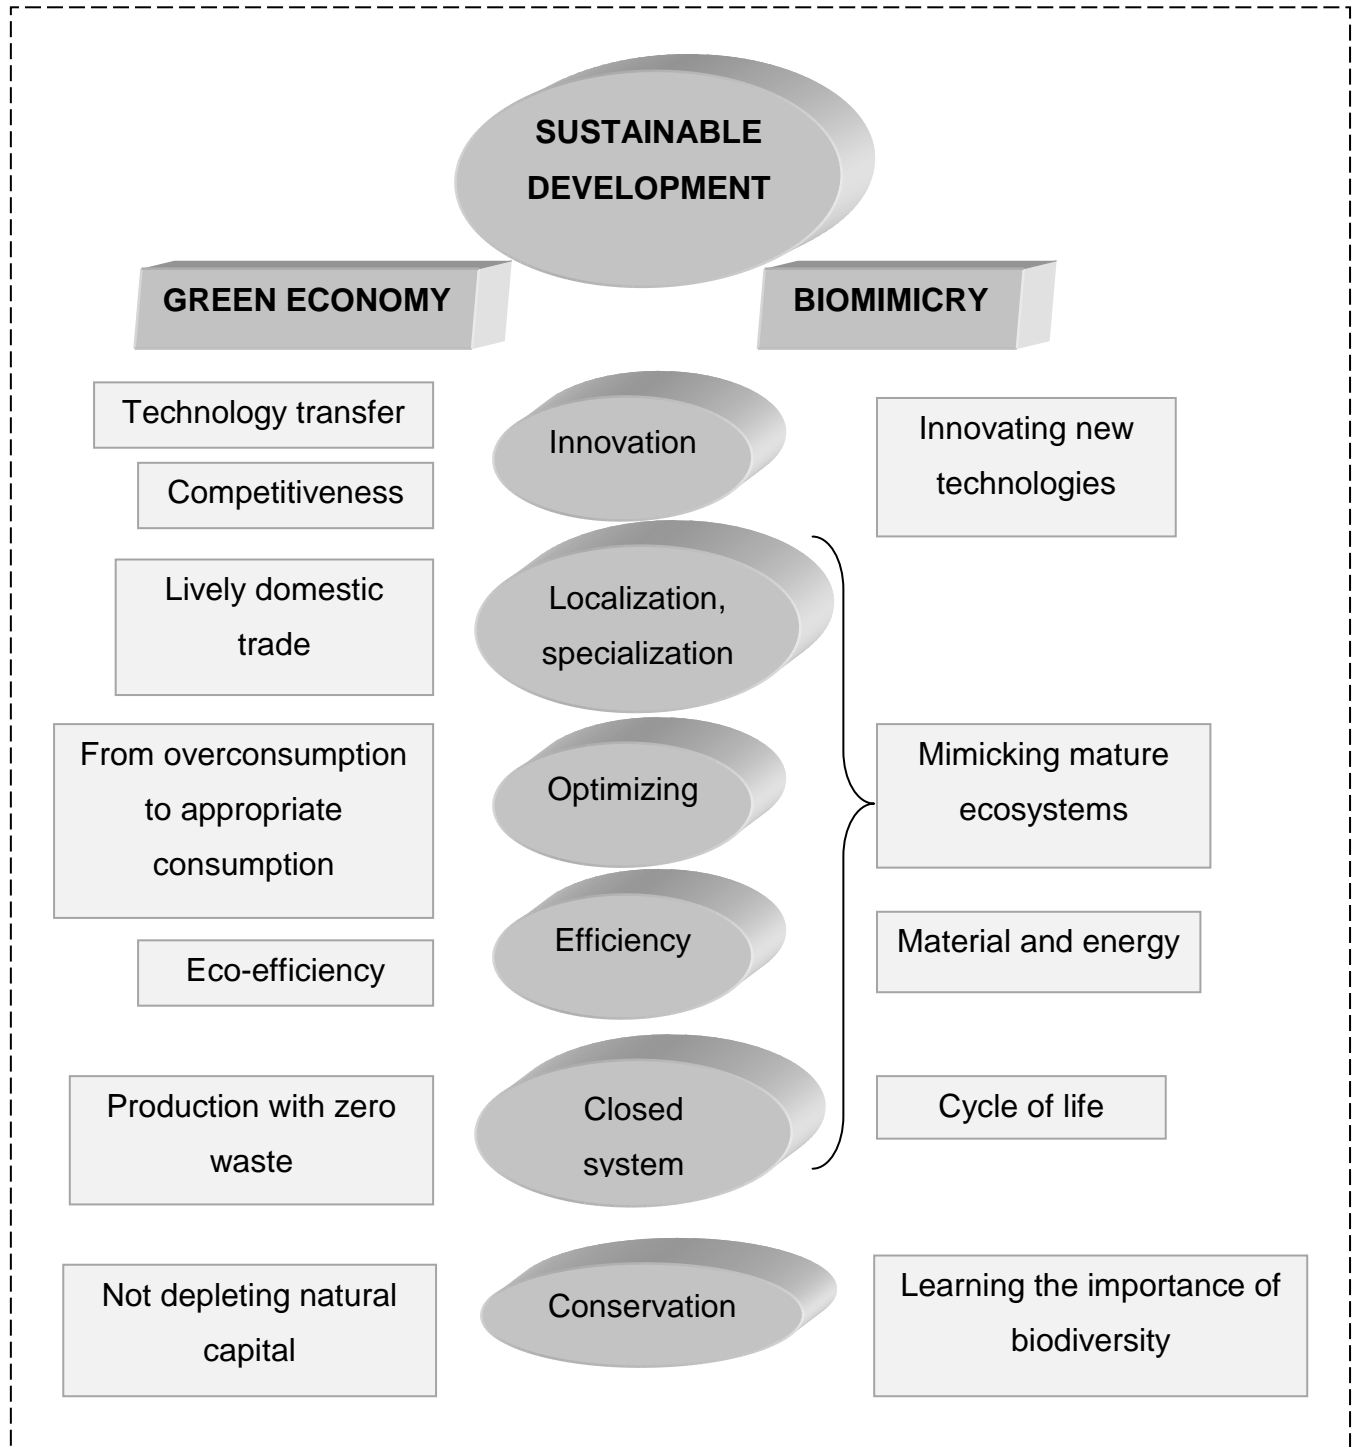 SUSTAINABLE
DEVELOPMENT
GREEN ECONOMY
BIOMIMICRY
Technology transfer
Competitiveness
Innovation
Innovating new
technologies
Lively domestic
trade
Localization,
specialization
From overconsumption
to appropriate
consumption
Optimizing
Mimicking mature
ecosystems
Eco-efficiency
Efficiency
Material and energy
Production with zero
waste
Closed
system
Cycle of life
Not depleting natural
capital
Conservation
Learning the importance of
biodiversity